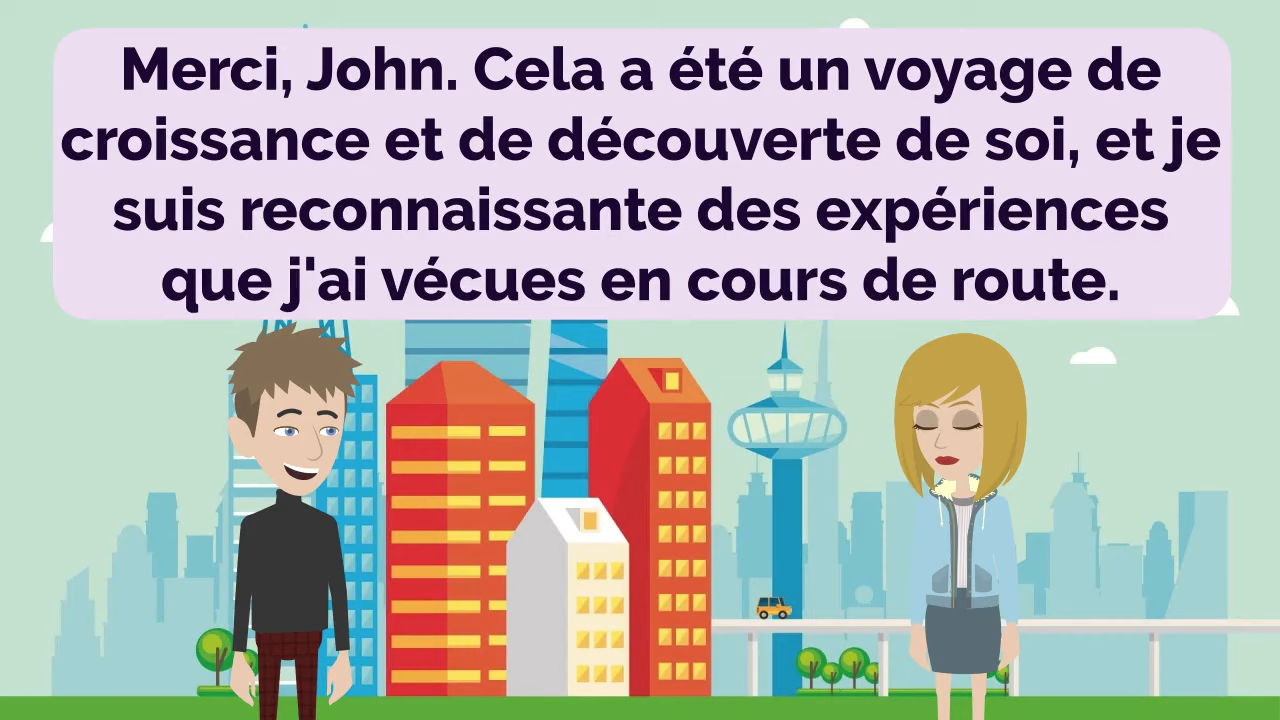 Merci, John. Cela a été un voyage de
croissance et de découverte de soi, et je
suis reconnaissante des expériences
que j'ai vécues en cours de route.